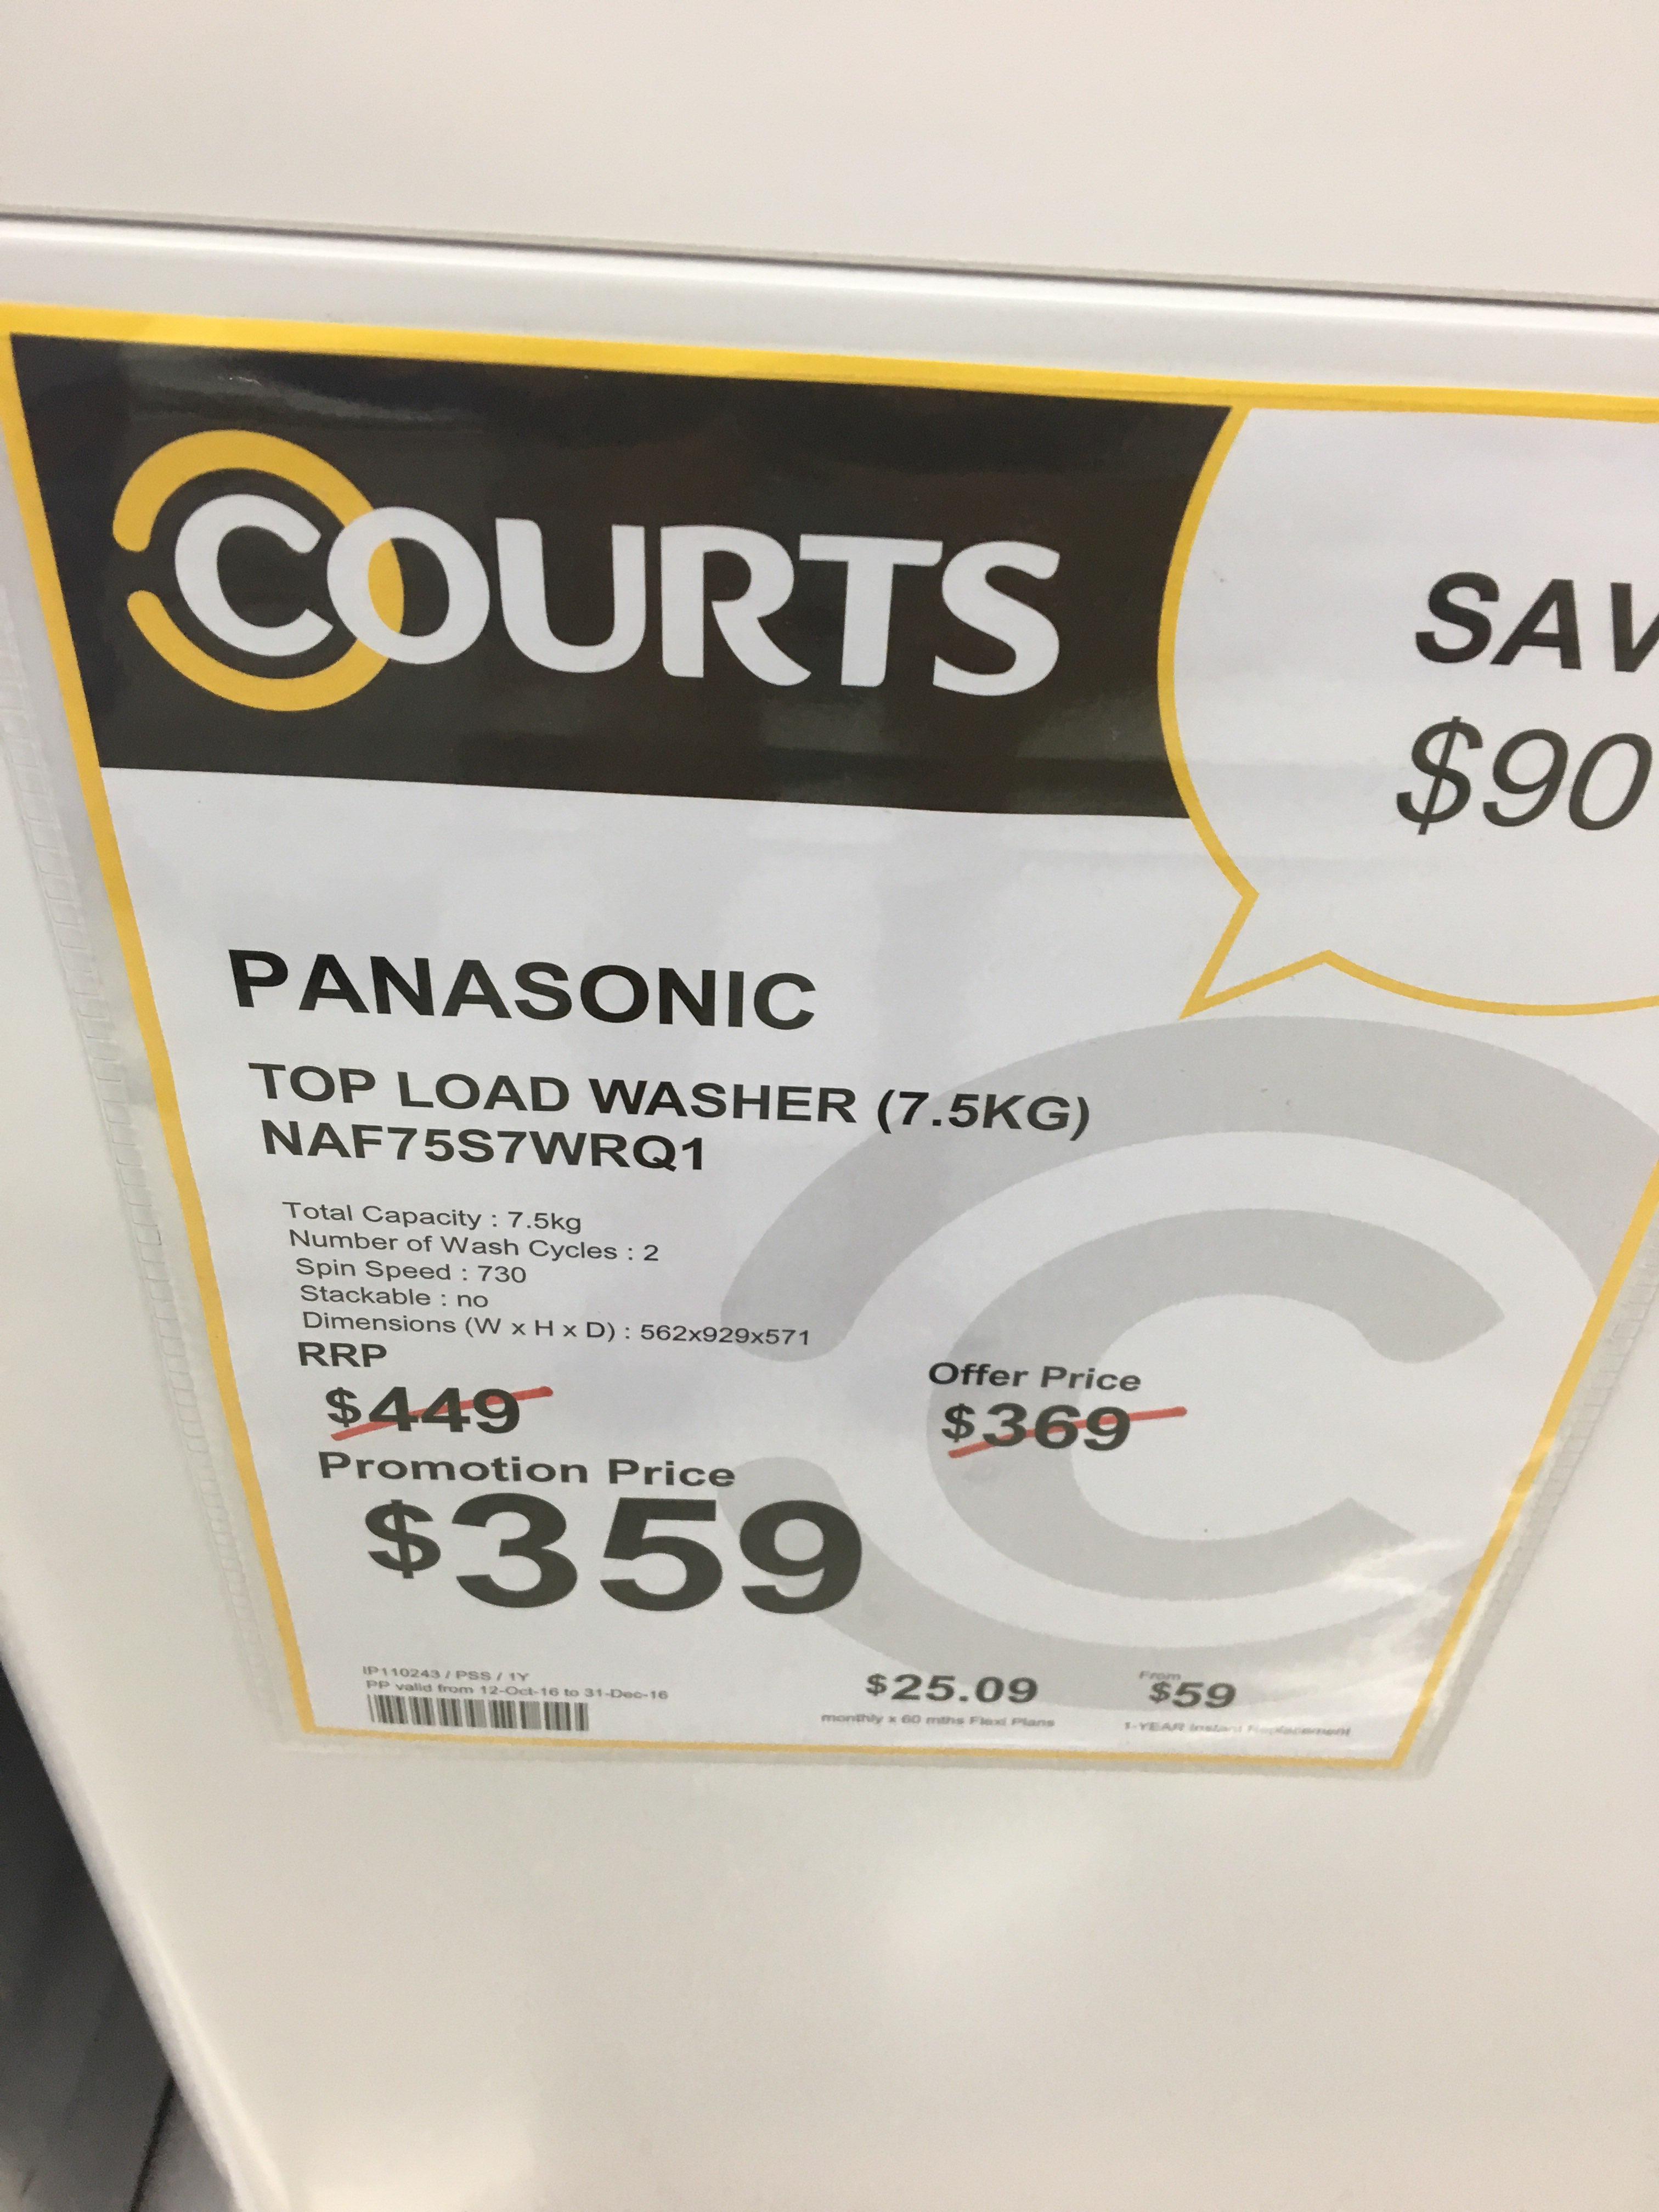 COURTS
SAV
$90
PANASONIC
TOP LOAD WASHER (7.5KG)
NAF75S7WRQ1
Total Capacity : 7.5kg
Number of Wash Cycles : 2
Spin Speed : 730
Stackable : no
Dimensions (W x H x D) : 562x929x571
RRP
$449
Offer Price
$369
Promotion Price
$359
IP110243 / PSS / 1Y
PP valid from 12-Oct-16 to 31-Dec-16
$25.09
monthly x 60 mths Flexi Plans
From
$59
1-YEAR Instant Replacement